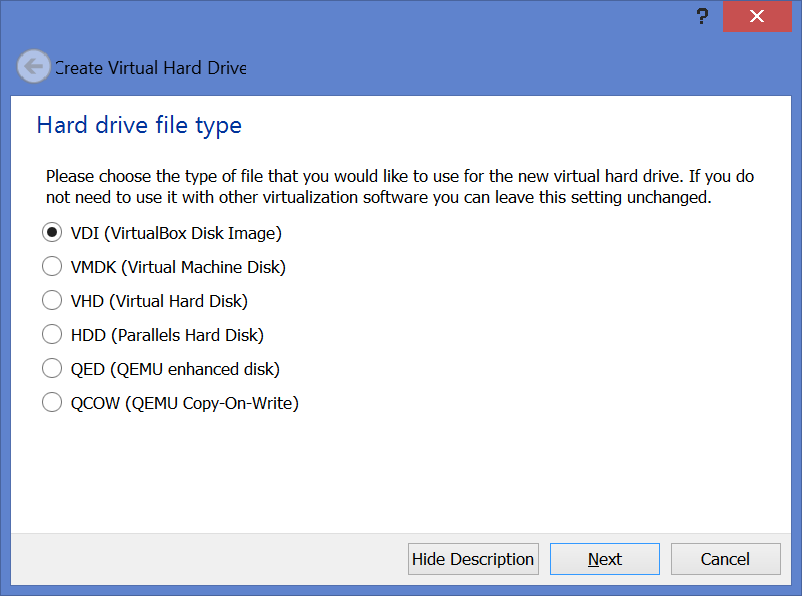 ?
Create Virtual Hard Drive
Hard drive file type
Please choose the type of file that you would like to use for the new virtual hard drive. If you do
not need to use it with other virtualization software you can leave this setting unchanged.
VDI (VirtualBox Disk Image)
VMDK (Virtual Machine Disk)
VHD (Virtual Hard Disk)
HDD (Parallels Hard Disk)
QED (QEMU enhanced disk)
QCOW (QEMU Copy-On-Write)
Hide Description Next Cancel